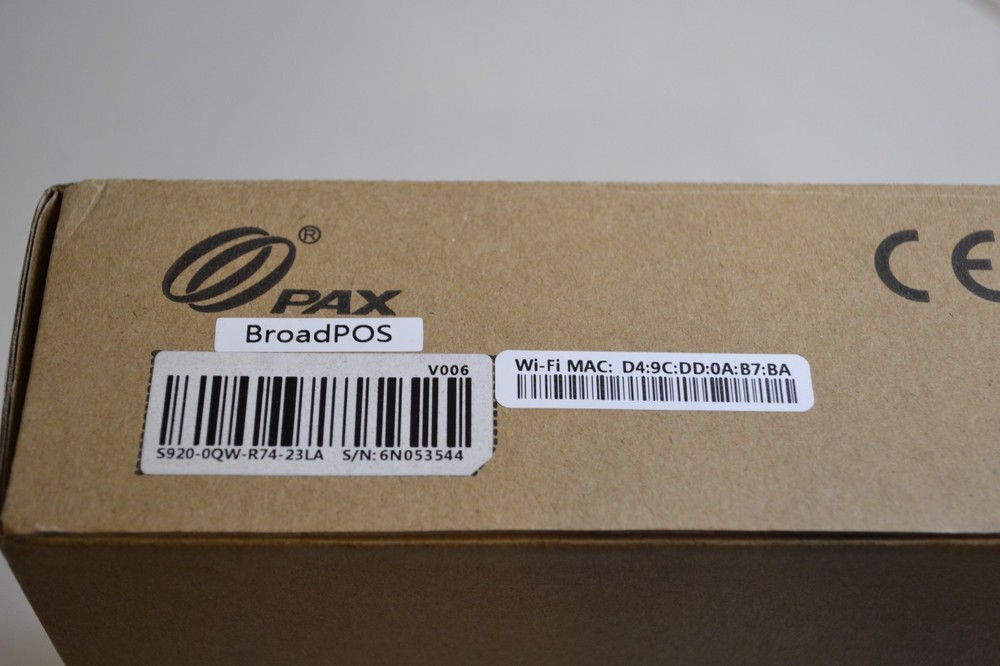 ®
PAX
CE
BroadPOS
V006
S920-0QW-R74-23LA S/N: 6N053544
Wi-Fi MAC: D4:9C:DD:0A:B7:BA